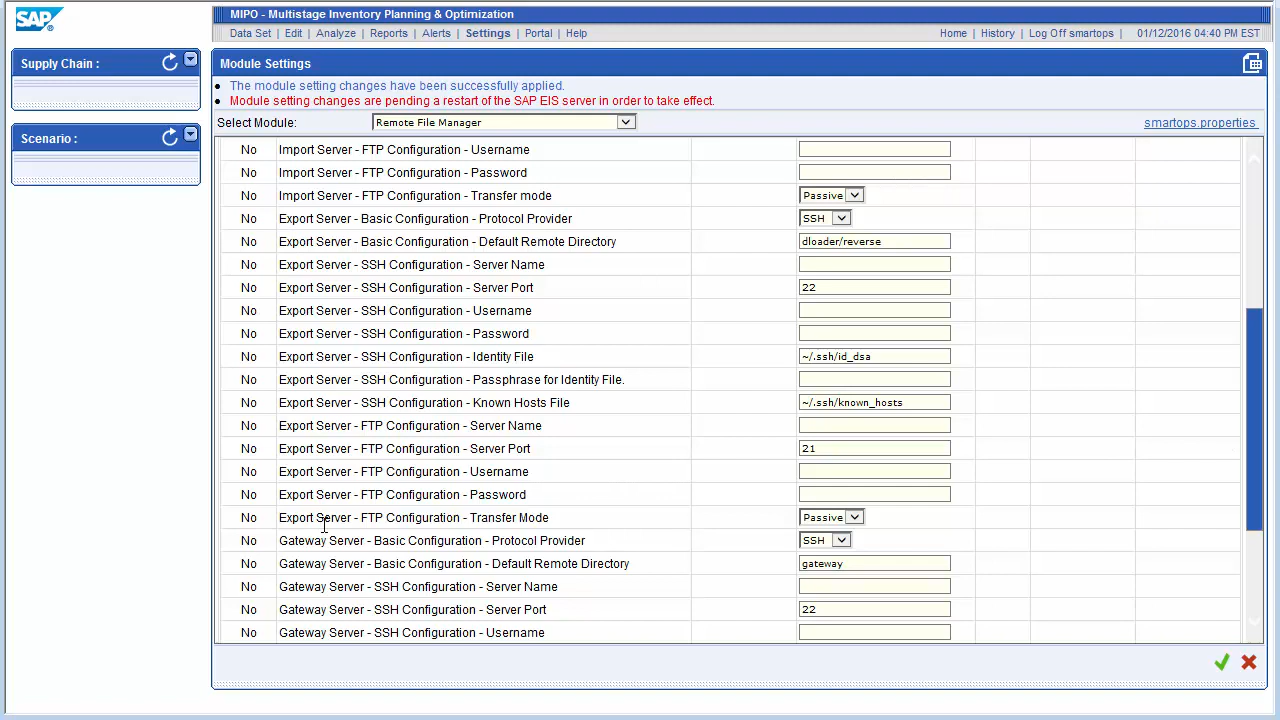 SAP
MIPO - Multistage Inventory Planning & Optimization
Data Set | Edit | Analyze | Reports | Alerts | Settings | Portal | Help
Home | History | Log Off smartops | 01/12/2016 04:40 PM EST
Supply Chain :
Scenario :
Module Settings
The module setting changes have been successfully applied.
Module setting changes are pending a restart of the SAP EIS server in order to take effect.
Select Module: Remote File Manager smartops.properties
No Import Server - FTP Configuration - Username
No Import Server - FTP Configuration - Password
No Import Server - FTP Configuration - Transfer mode Passive
No Export Server - Basic Configuration - Protocol Provider SSH
No Export Server - Basic Configuration - Default Remote Directory dloader/reverse
No Export Server - SSH Configuration - Server Name
No Export Server - SSH Configuration - Server Port 22
No Export Server - SSH Configuration - Username
No Export Server - SSH Configuration - Password
No Export Server - SSH Configuration - Identity File ~/.ssh/id_dsa
No Export Server - SSH Configuration - Passphrase for Identity File.
No Export Server - SSH Configuration - Known Hosts File ~/.ssh/known_hosts
No Export Server - FTP Configuration - Server Name
No Export Server - FTP Configuration - Server Port 21
No Export Server - FTP Configuration - Username
No Export Server - FTP Configuration - Password
No Export Server - FTP Configuration - Transfer Mode Passive
No Gateway Server - Basic Configuration - Protocol Provider SSH
No Gateway Server - Basic Configuration - Default Remote Directory gateway
No Gateway Server - SSH Configuration - Server Name
No Gateway Server - SSH Configuration - Server Port 22
No Gateway Server - SSH Configuration - Username